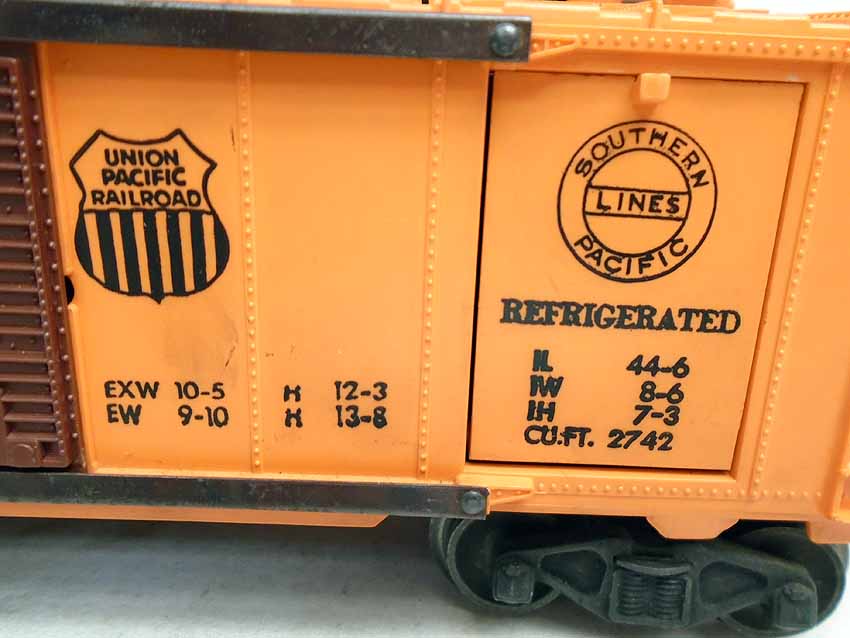 UNION
PACIFIC
RAILROAD
EXW 10-5 H 12-3
EW 9-10 H 13-8
SOUTHERN
LINES
PACIFIC
REFRIGERATED
IL 44-6
IW 8-6
IH 7-3
CU.FT. 2742